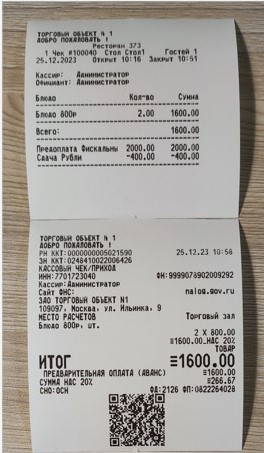 ТОРГОВЫЙ ОБЪЕКТ N 1
ДОБРО ПОЖАЛОВАТЬ !
Ресторан 373
1 Чек #100040 Стол Стол1 Гостей 1
25.12.2023 Открыт 10:16 Закрыт 10:51
Кассир: Администратор
Официант: Администратор
Блюдо Кол-во Сумма
Блюдо 800р 2.00 1600.00
Всего: 1600.00
Предоплата Фискальны 2000.00 2000.00
Сдача Рубли -400.00 -400.00
ТОРГОВЫЙ ОБЪЕКТ N 1
ДОБРО ПОЖАЛОВАТЬ !
РН ККТ:0000000005021590 25.12.23 10:58
ЗН ККТ:0248410022006426
КАССОВЫЙ ЧЕК/ПРИХОД
ИНН:7701723040 ФН:9999078902009292
Кассир:Администратор
Сайт ФНС: nalog.gov.ru
ЗАО ТОРГОВЫЙ ОБЪЕКТ N1
109097, Москва, ул. Ильинка, 9
МЕСТО РАСЧЕТОВ Торговый зал
Блюдо 800р, шт.
2 X 800.00
≡1600.00_НДС 20%
ТОВАР
ИТОГ ≡1600.00
ПРЕДВАРИТЕЛЬНАЯ ОПЛАТА (АВАНС) ≡1600.00
СУММА НДС 20% ≡266.67
СНО:ОСН ФД:2126 ФП:0822264028